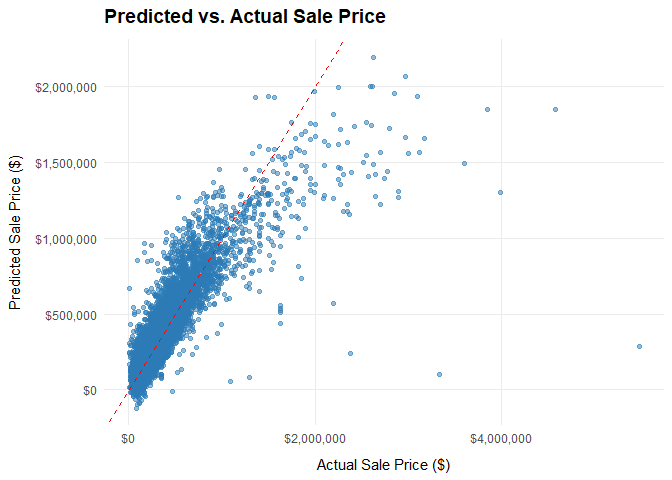 Predicted vs. Actual Sale Price
Predicted Sale Price ($)
$2,000,000
$1,500,000
$1,000,000
$500,000
$0
$0
$2,000,000
$4,000,000
Actual Sale Price ($)